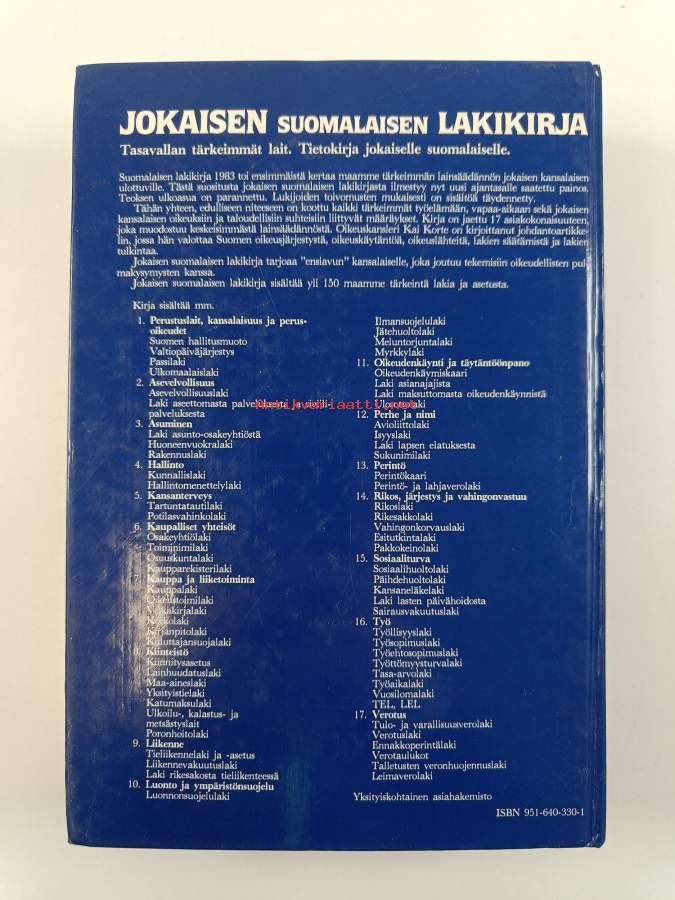 JOKAISEN SUOMALAISEN LAKIKIRJA
Tasavallan tärkeimmät lait. Tietokirja jokaiselle suomalaiselle.
Suomalaisen lakikirja 1983 toi ensimmäistä kertaa maamme tärkeimmän lainsäädännön jokaisen kansalaisen
ulottuville. Tästä suositusta jokaisen suomalaisen lakikirjasta ilmestyy nyt uusi ajantasalle saatettu painos.
Teoksen ulkoasua on parannettu. Lukijoiden toivomusten mukaisesti on sisältöä täydennetty.
Tähän yhteen, edulliseen niteeseen on koottu kaikki tärkeimmät työelämään, vapaa-aikaan sekä jokaisen
kansalaisen oikeuksiin ja taloudellisiin suhteisiin liittyvät määräykset. Kirja on jaettu 17 asiakokonaisuuteen,
joka muodostuu keskeisimmästä lainsäädännöstä. Oikeuskansleri Kai Korte on kirjoittanut johdantoartikke-
lin, jossa hän valottaa Suomen oikeusjärjestystä, oikeuskäytäntöä, oikeuslähteitä, lakien säätämistä ja lakien
tulkintaa.
Jokaisen suomalaisen lakikirja tarjoaa "ensiavun" kansalaiselle, joka joutuu tekemisiin oikeudellisten pul-
makysymysten kanssa.
Jokaisen suomalaisen lakikirja sisältää yli 150 maamme tärkeintä lakia ja asetusta.
Kirja sisältää mm.
1. Perustuslait, kansalaisuus ja perus-
oikeudet
Suomen hallitusmuoto
Valtiopäiväjärjestys
Passilaki
Ulkomaalaislaki
2. Asevelvollisuus
Asevelvollisuuslaki
Laki aseettomasta palveluksesta ja siviili-
palveluksesta
3. Asuminen
Laki asunto-osakeyhtiöstä
Huoneenvuokralaki
Rakennuslaki
4. Hallinto
Kunnallislaki
Hallintomenettelylaki
5. Kansanterveys
Tartuntatautilaki
Potilasvahinkolaki
6. Kaupalliset yhteisöt
Osakeyhtiölaki
Toiminimilaki
Osuuskuntalaki
Kaupparekisterilaki
7. Kauppa ja liiketoiminta
Kauppalaki
Oikeustoimilaki
Velkakirjalaki
Korkolaki
Kirjanpitolaki
Kuluttajansuojalaki
8. Kiinteistö
Kiinnitysasetus
Lainhuudatuslaki
Maa-aineslaki
Yksityistielaki
Katumaksulaki
Ulkoilu-, kalastus- ja
metsästyslait
Poronhoitolaki
9. Liikenne
Tieliikennelaki ja -asetus
Liikennevakuutuslaki
Laki rikesakosta tieliikenteessä
10. Luonto ja ympäristönsuojelu
Luonnonsuojelulaki
Ilmansuojelulaki
Jätehuoltolaki
Meluntorjuntalaki
Myrkkylaki
11. Oikeudenkäynti ja täytäntöönpano
Oikeudenkäymiskaari
Laki asianajajista
Laki maksuttomasta oikeudenkäynnistä
Ulosottolaki
12. Perhe ja nimi
Avioliittolaki
Isyyslaki
Laki lapsen elatuksesta
Sukunimilaki
13. Perintö
Perintökaari
Perintö- ja lahjaverolaki
14. Rikos, järjestys ja vahingonvastuu
Rikoslaki
Rikesakkolaki
Vahingonkorvauslaki
Esitutkintalaki
Pakkokeinolaki
15. Sosiaaliturva
Sosiaalihuoltolaki
Päihdehuoltolaki
Kansaneläkelaki
Laki lasten päivähoidosta
Sairausvakuutuslaki
16. Työ
Työllisyyslaki
Työsopimuslaki
Työehtosopimuslaki
Työttömyysturvalaki
Tasa-arvolaki
Työaikalaki
Vuosilomalaki
TEL, LEL
17. Verotus
Tulo- ja varallisuusverolaki
Verotuslaki
Ennakkoperintälaki
Verotaulukot
Talletusten veronhuojennuslaki
Leimaverolaki
Yksityiskohtainen asiahakemisto
ISBN 951-640-330-1
Antikvariaatti.net